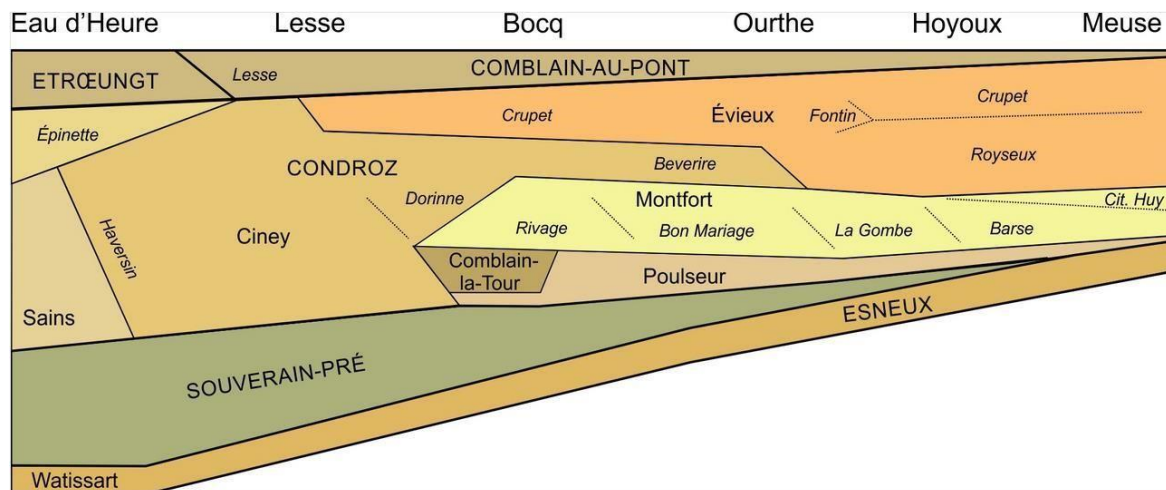 Eau d'Heure Lesse Bocq Ourthe Hoyoux Meuse
ETRŒUNGT
Lesse
COMBLAIN-AU-PONT
Épinette
Crupet
Évieux
Fontin
Crupet
CONDROZ
Beverire
Royseux
Haversin
Dorinne
Montfort
Cit. Huy
Ciney
Rivage
Bon Mariage
La Gombe
Barse
Comblain-
la-Tour
Poulseur
Sains
ESNEUX
SOUVERAIN-PRÉ
Watissart